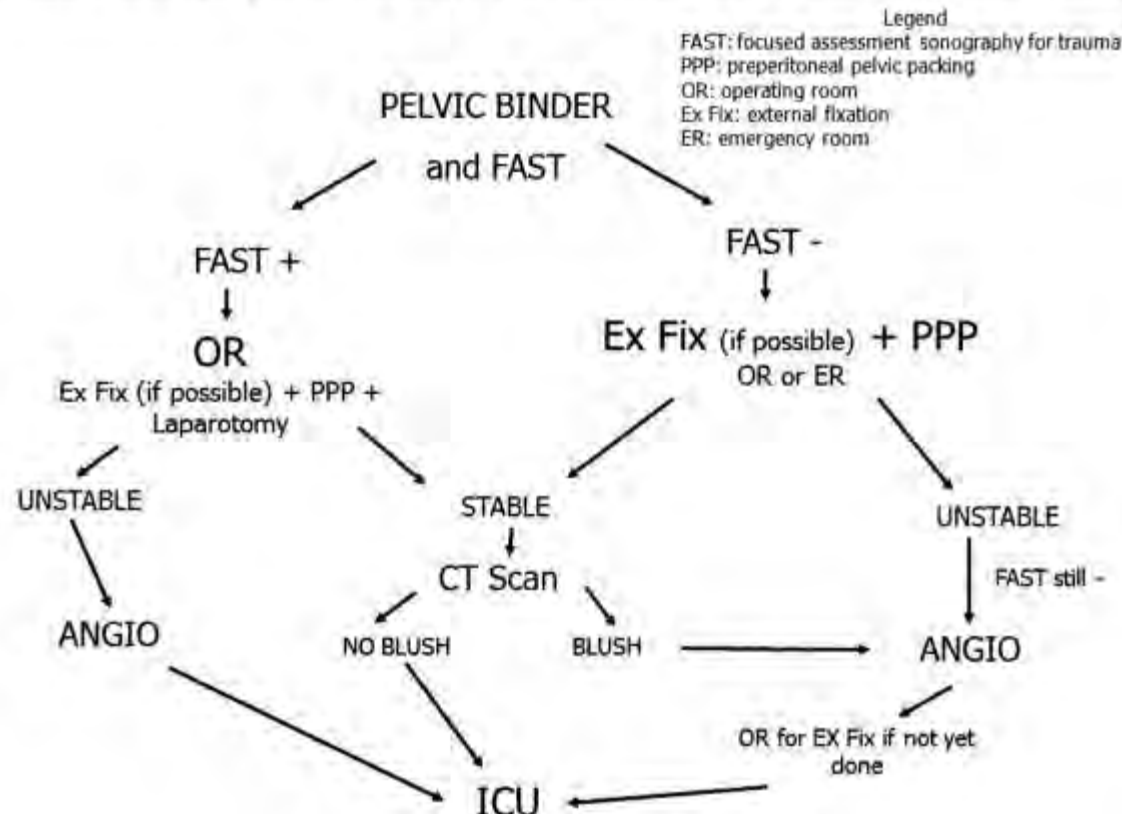 Legend
FAST: focused assessment sonography for trauma
PPP: preperitoneal pelvic packing
OR: operating room
Ex Fix: external fixation
ER: emergency room
PELVIC BINDER
and FAST
FAST +
FAST -
OR
Ex Fix (if possible) + PPP +
Laparotomy
Ex Fix (if possible) + PPP
OR or ER
UNSTABLE
STABLE
UNSTABLE
CT Scan
FAST still -
ANGIO
NO BLUSH
BLUSH
ANGIO
OR for EX Fix if not yet
done
ICU